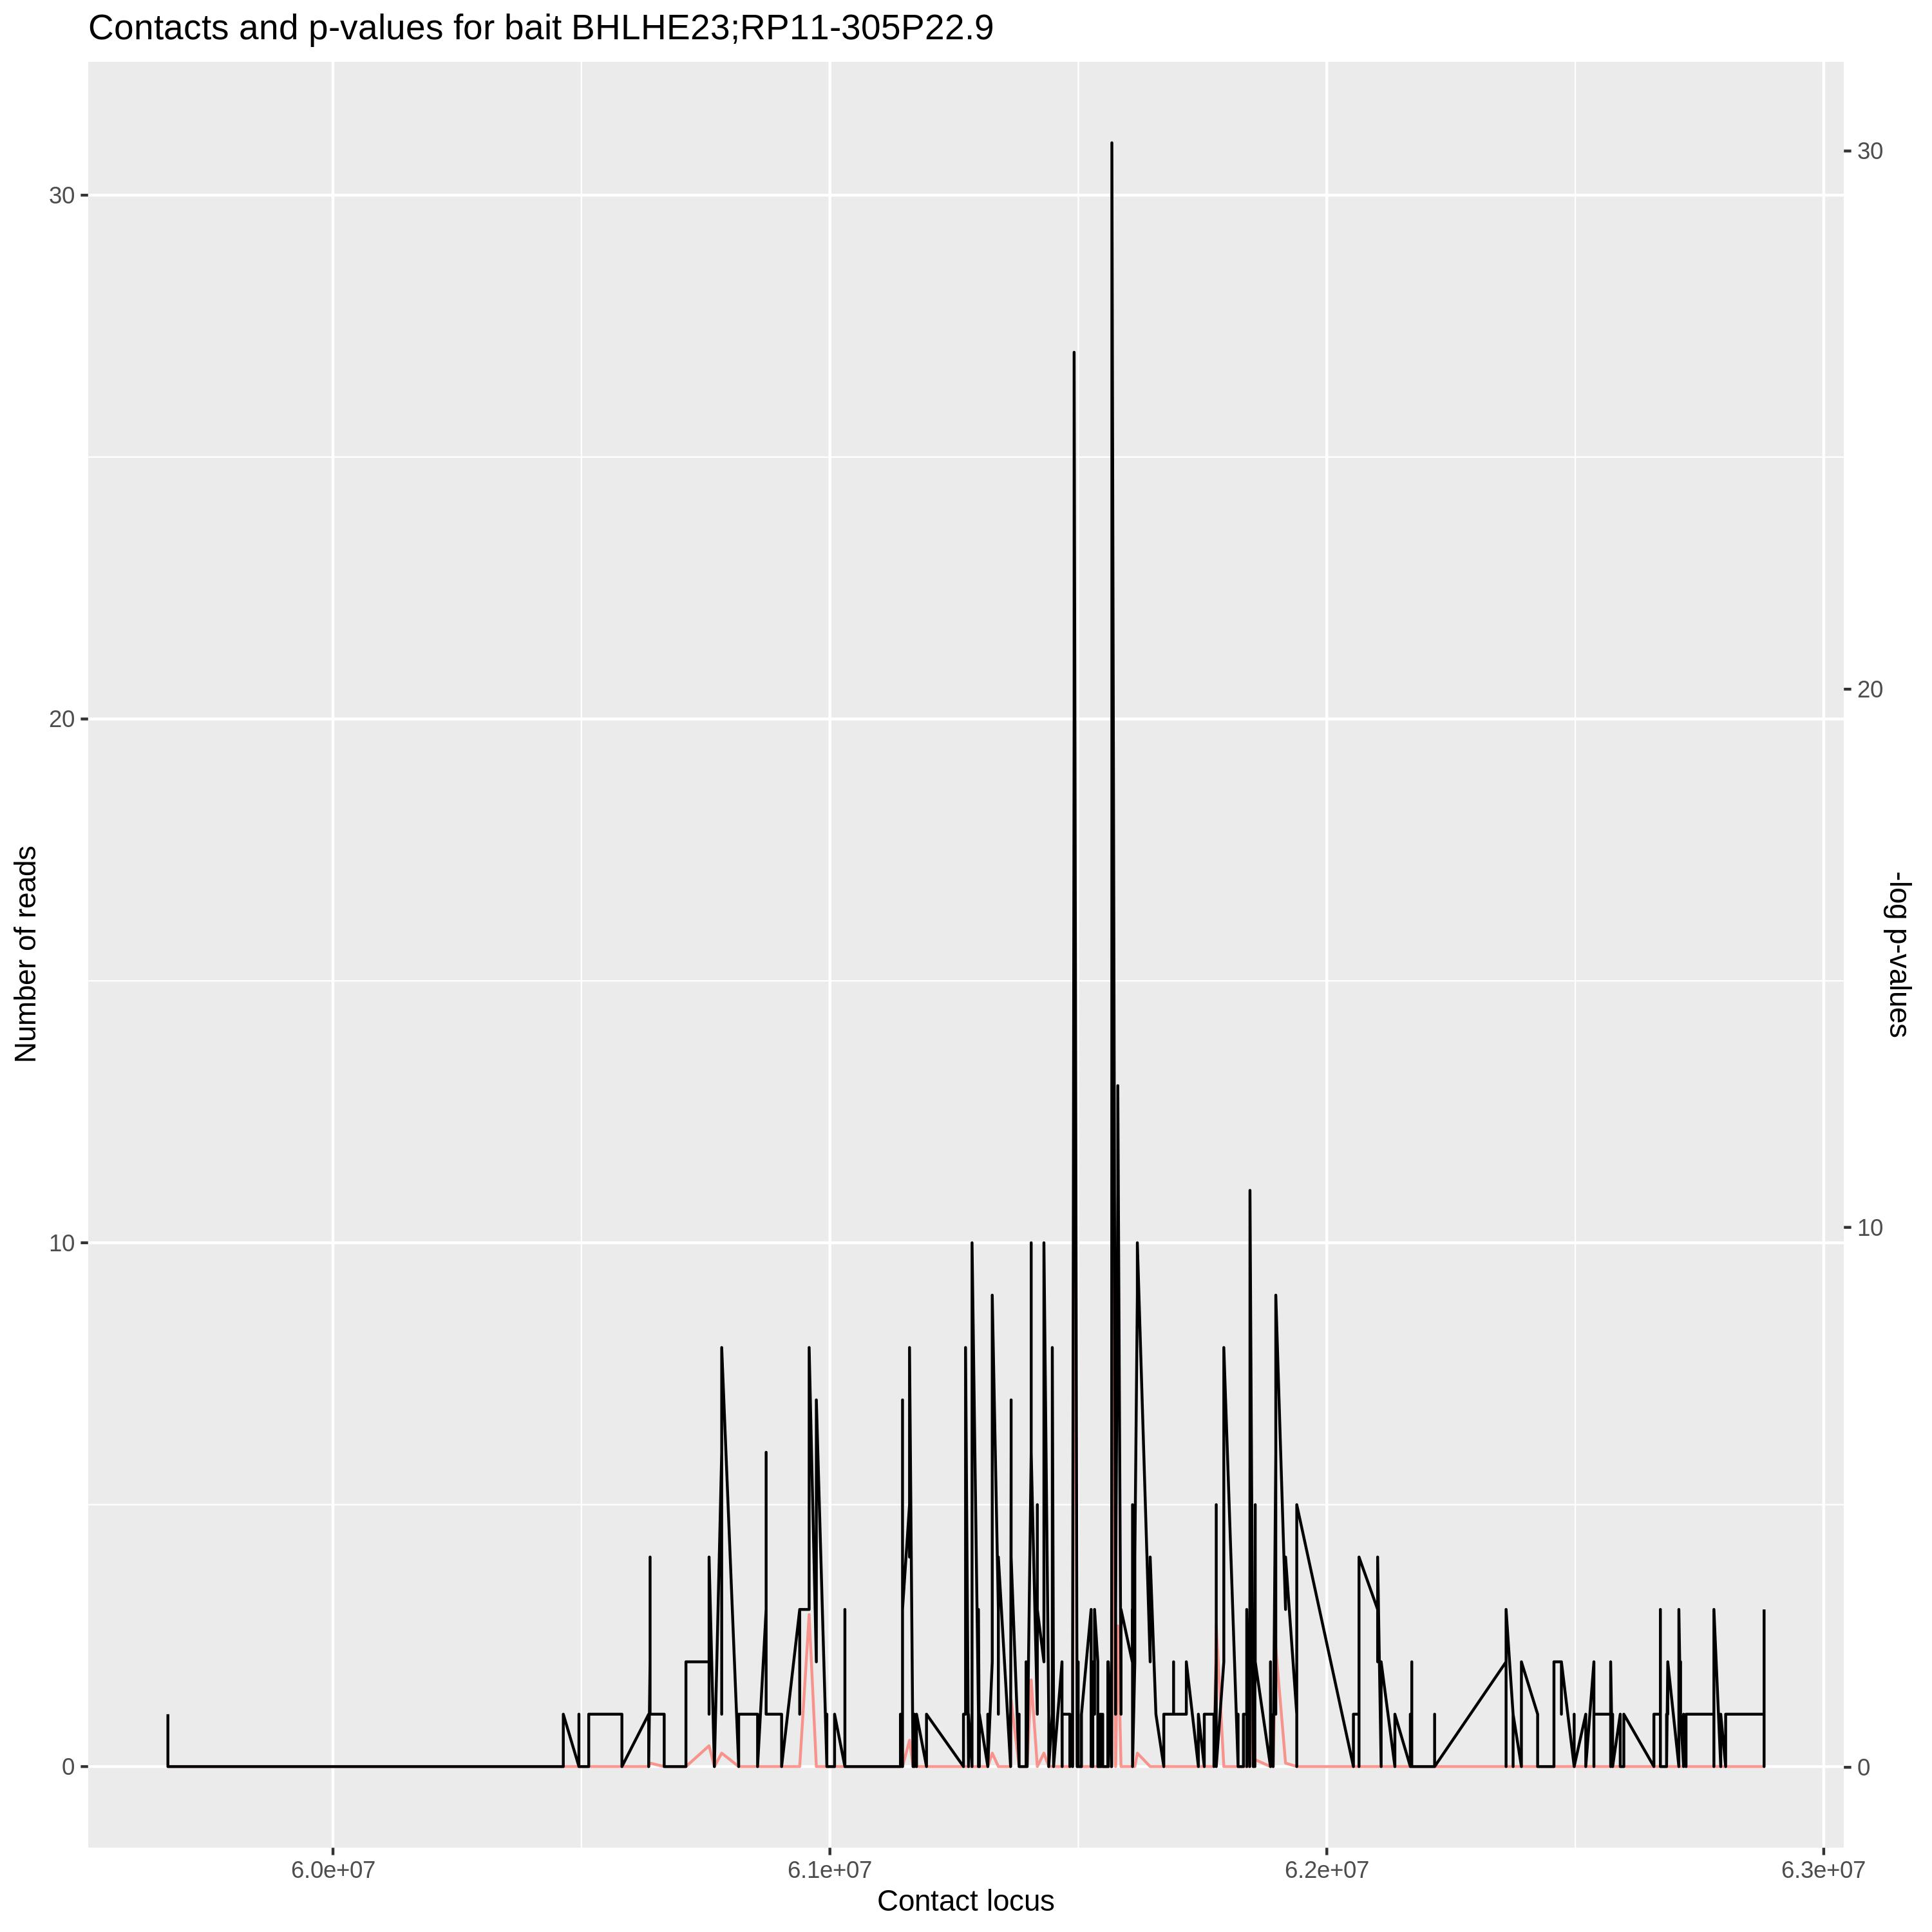 Contacts and p-values for bait BHLHE23;RP11-305P22.9
30
20
10
0
Number of reads
30
20
10
0
-log p-values
6.0e+07
6.1e+07
6.2e+07
6.3e+07
Contact locus